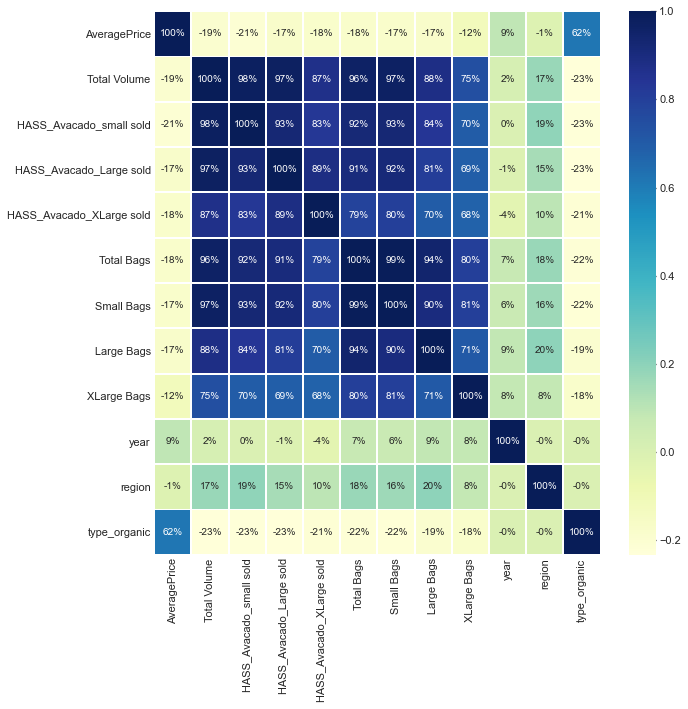 AveragePrice 100% -19% -21% -17% -18% -18% -17% -17% -12% 9% -1% 62%
Total Volume -19% 100% 98% 97% 87% 96% 97% 88% 75% 2% 17% -23%
HASS_Avacado_small sold -21% 98% 100% 93% 83% 92% 93% 84% 70% 0% 19% -23%
HASS_Avacado_Large sold -17% 97% 93% 100% 89% 91% 92% 81% 69% -1% 15% -23%
HASS_Avacado_XLarge sold -18% 87% 83% 89% 100% 79% 80% 70% 68% -4% 10% -21%
Total Bags -18% 96% 92% 91% 79% 100% 99% 94% 80% 7% 18% -22%
Small Bags -17% 97% 93% 92% 80% 99% 100% 90% 81% 6% 16% -22%
Large Bags -17% 88% 84% 81% 70% 94% 90% 100% 71% 9% 20% -19%
XLarge Bags -12% 75% 70% 69% 68% 80% 81% 71% 100% 8% 8% -18%
year 9% 2% 0% -1% -4% 7% 6% 9% 8% 100% -0% -0%
region -1% 17% 19% 15% 10% 18% 16% 20% 8% -0% 100% -0%
type_organic 62% -23% -23% -23% -21% -22% -22% -19% -18% -0% -0% 100%
AveragePrice
Total Volume
HASS_Avacado_small sold
HASS_Avacado_Large sold
HASS_Avacado_XLarge sold
Total Bags
Small Bags
Large Bags
XLarge Bags
year
region
type_organic
1.0
0.8
0.6
0.4
0.2
0.0
−0.2